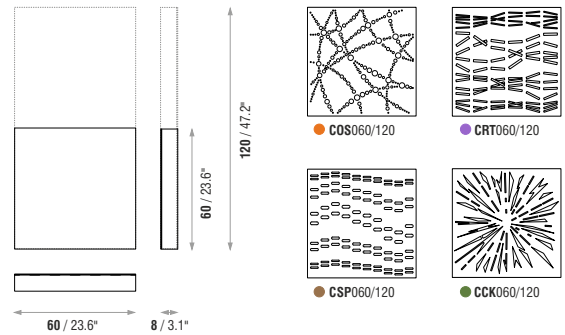 120 / 47.2"
60 / 23.6"
60 / 23.6"
8 / 3.1"
COS060/120
CRT060/120
CSP060/120
CCK060/120